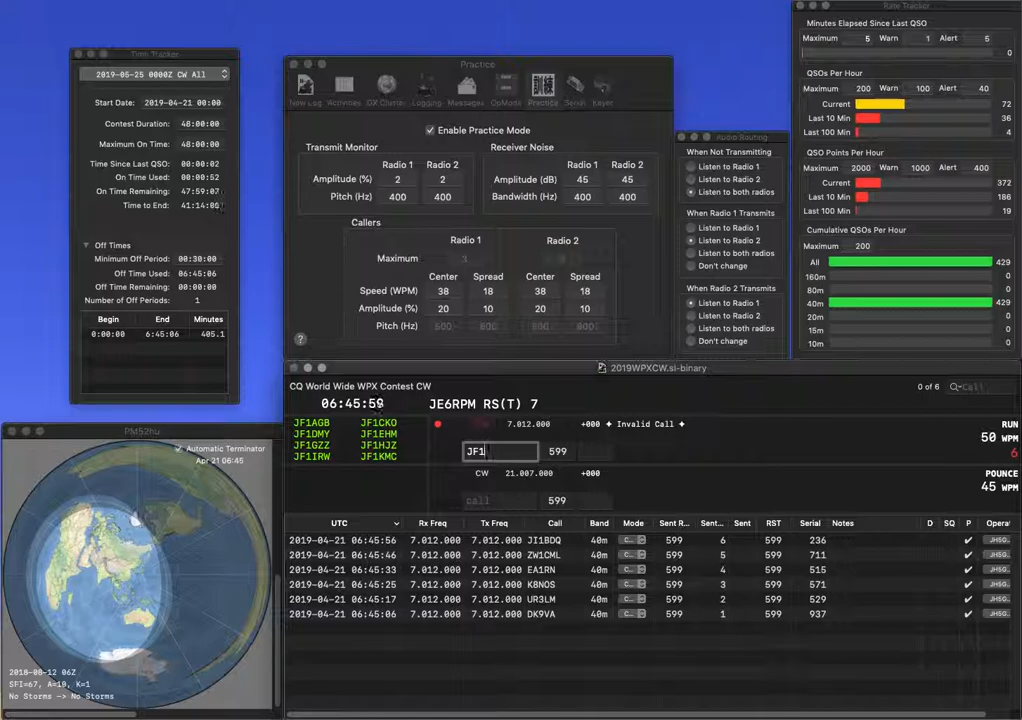 Time Tracker
2019-05-25 0000Z CW All
Start Date: 2019-04-21 00:00
Contest Duration: 48:00:00
Maximum On Time: 48:00:00
Time Since Last QSO: 00:00:02
On Time Used: 00:00:52
On Time Remaining: 47:59:07
Time to End: 41:14:00
Off Times
Minimum Off Period: 00:30:00
Off Time Used: 06:45:06
Off Time Remaining: 00:00:00
Number of Off Periods: 1
Begin End Minutes
0:00:00 6:45:06 405.1
Practice
New Log Activities DX Cluster Logging Messages Practice Keyer
訓練
Enable Practice Mode
Transmit Monitor Receiver Noise
Radio 1 Radio 2 Radio 1 Radio 2
Amplitude (%) 2 2 Amplitude (dB) 45 45
Pitch (Hz) 400 400 Bandwidth (Hz) 400 400
Callers
Radio 1 Radio 2
Maximum 3
Center Spread Center Spread
Speed (WPM) 38 18 38 18
Amplitude (%) 20 10 20 10
Pitch (Hz) 600 800 600 800
?
Audio Routing
When Not Transmitting
Listen to Radio 1
Listen to Radio 2
Listen to both radios
When Radio 1 Transmits
Listen to Radio 1
Listen to Radio 2
Listen to both radios
Don't change
When Radio 2 Transmits
Listen to Radio 1
Listen to Radio 2
Listen to both radios
Don't change
Rate Tracker
Minutes Elapsed Since Last QSO
Maximum 5 Warn 1 Alert 5
0
QSOs Per Hour
Maximum 200 Warn 100 Alert 40
Current 72
Last 10 Min 36
Last 100 Min 4
QSO Points Per Hour
Maximum 2000 Warn 1000 Alert 400
Current 372
Last 10 Min 186
Last 100 Min 19
Cumulative QSOs Per Hour
Maximum 200
All 429
160m 0
80m 0
40m 429
20m 0
15m 0
10m 0
PM52hu
Automatic Terminator
Apr 21 06:45
2018-08-12 06Z
SFI=67, A=19, K=1
No Storms -> No Storms
2019WPXCW.sl-binary
CQ World Wide WPX Contest CW 0 of 6 Call
06:45:59 JE6RPM RS(T) 7
JF1AGB JF1CKO
JF1DMY JF1EHM
JF1GZZ JF1HJZ
JF1IRW JF1KMC
7.012.000 +000 ✦ Invalid Call ✦ RUN
50 WPM
JF1 599 6
CW 21.007.000 +000 POUNCE
45 WPM
call 599
UTC Rx Freq Tx Freq Call Band Mode Sent R... Sent... Sent RST Serial Notes D SQ P Opera
2019-04-21 06:45:56 7.012.000 7.012.000 JI1BDQ 40m C... 599 6 599 236 ✔ JH5G.
2019-04-21 06:45:46 7.012.000 7.012.000 ZW1CML 40m C... 599 5 599 711 ✔ JH5G.
2019-04-21 06:45:33 7.012.000 7.012.000 EA1RN 40m C... 599 4 599 515 ✔ JH5G.
2019-04-21 06:45:25 7.012.000 7.012.000 K8NOS 40m C... 599 3 599 571 ✔ JH5G.
2019-04-21 06:45:17 7.012.000 7.012.000 UR3LM 40m C... 599 2 599 529 ✔ JH5G.
2019-04-21 06:45:06 7.012.000 7.012.000 DK9VA 40m C... 599 1 599 937 ✔ JH5G.